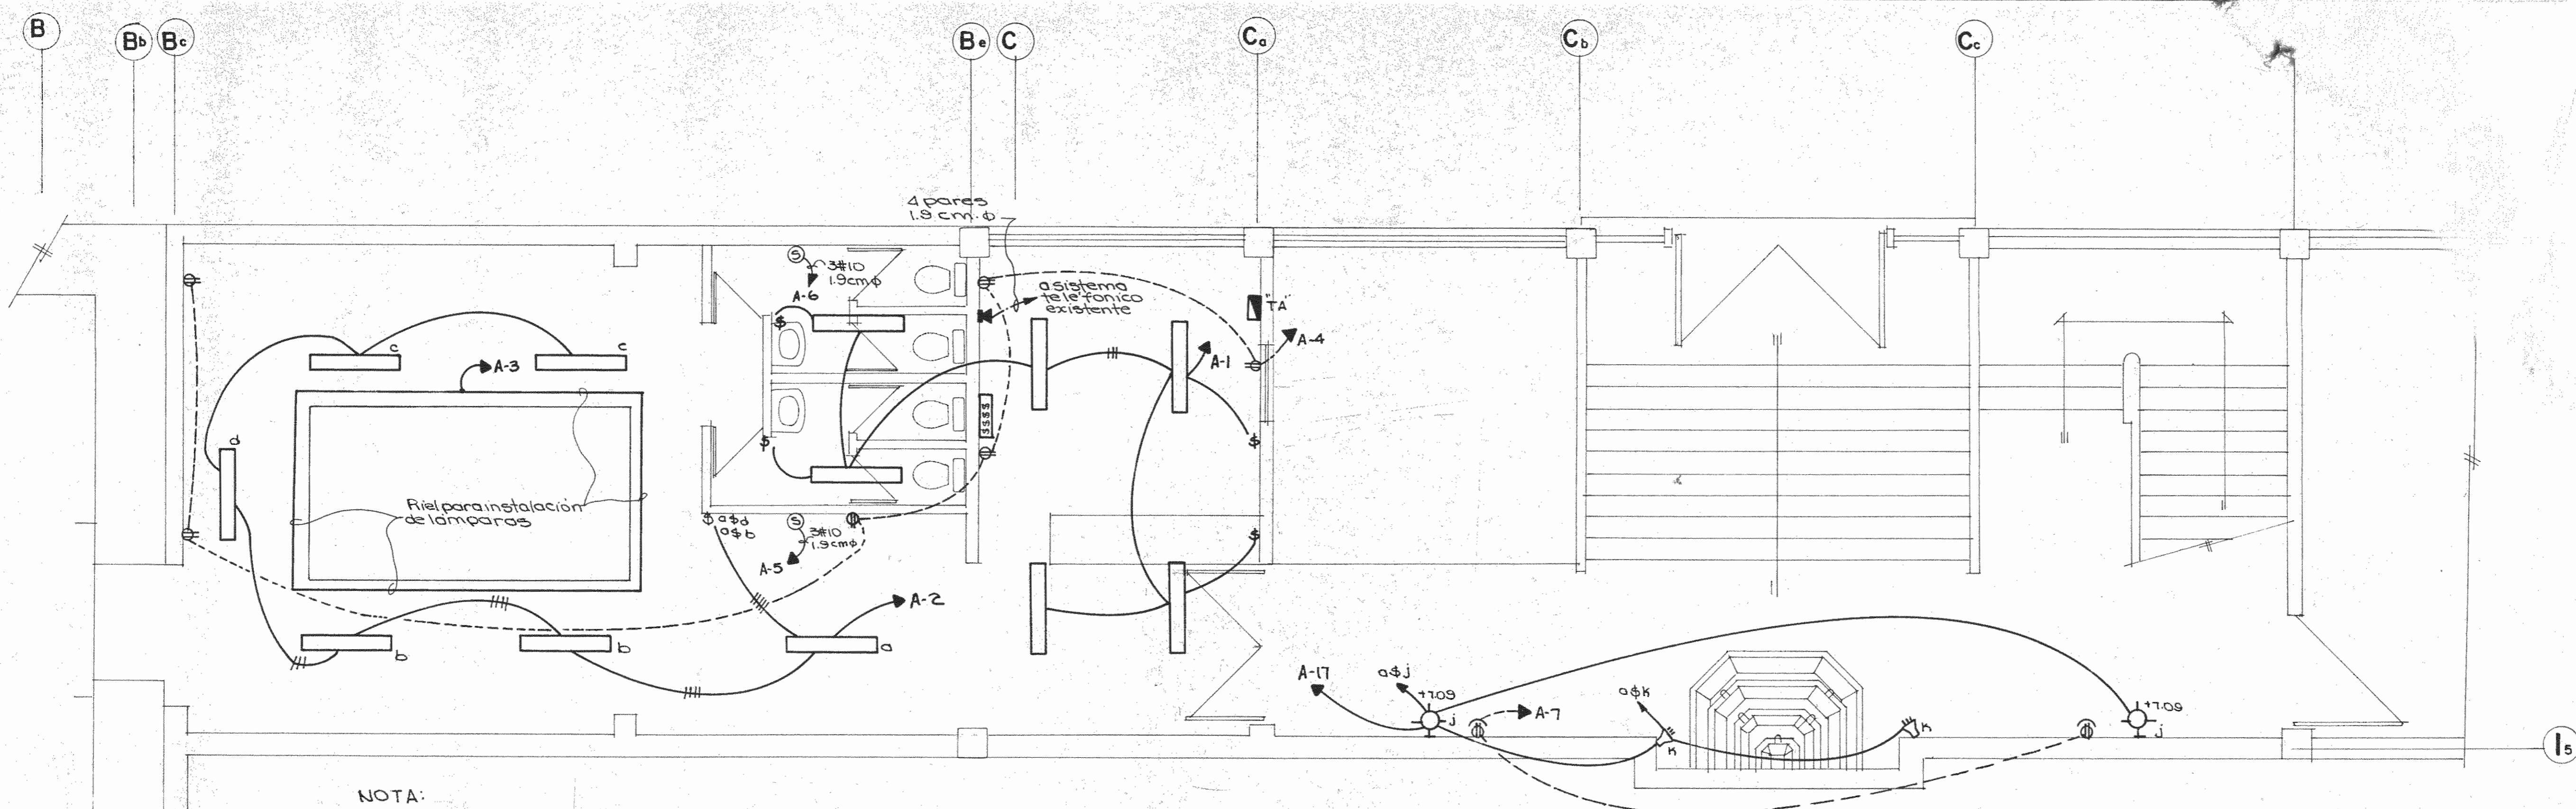 B
Bb
Bc
Be
C
Ca
Cb
Cc
4 pares
1.9 cm.φ
S
3#10
1.9cmφ
A-6
$
a sistema
teléfonico
existente
"TA"
A-4
c
c
A-3
A-1
$$$$
$
$
d
Riel para instalación
de lamparas
$ a$d
a$b
S
3#10
1.9cmφ
A-5
$
A-2
b
b
a
A-17
a$j
+7.09
j
A-7
a$k
k
k
+7.09
j
I5
NOTA: